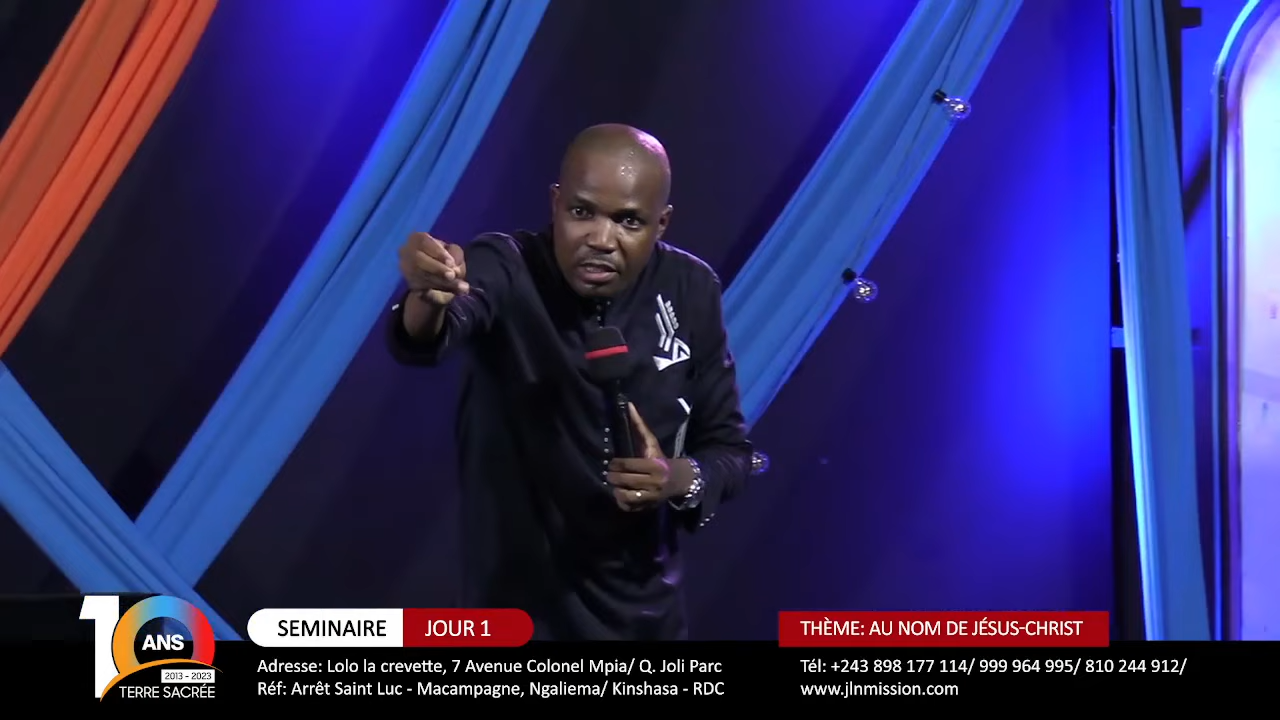 10
ANS
2013 - 2023
TERRE SACRÉE
SEMINAIRE JOUR 1
THÈME: AU NOM DE JÉSUS-CHRIST
Adresse: Lolo la crevette, 7 Avenue Colonel Mpia/ Q. Joli Parc
Réf: Arrêt Saint Luc - Macampagne, Ngaliema/ Kinshasa - RDC
Tél: +243 898 177 114/ 999 964 995/ 810 244 912/
www.jlnmission.com